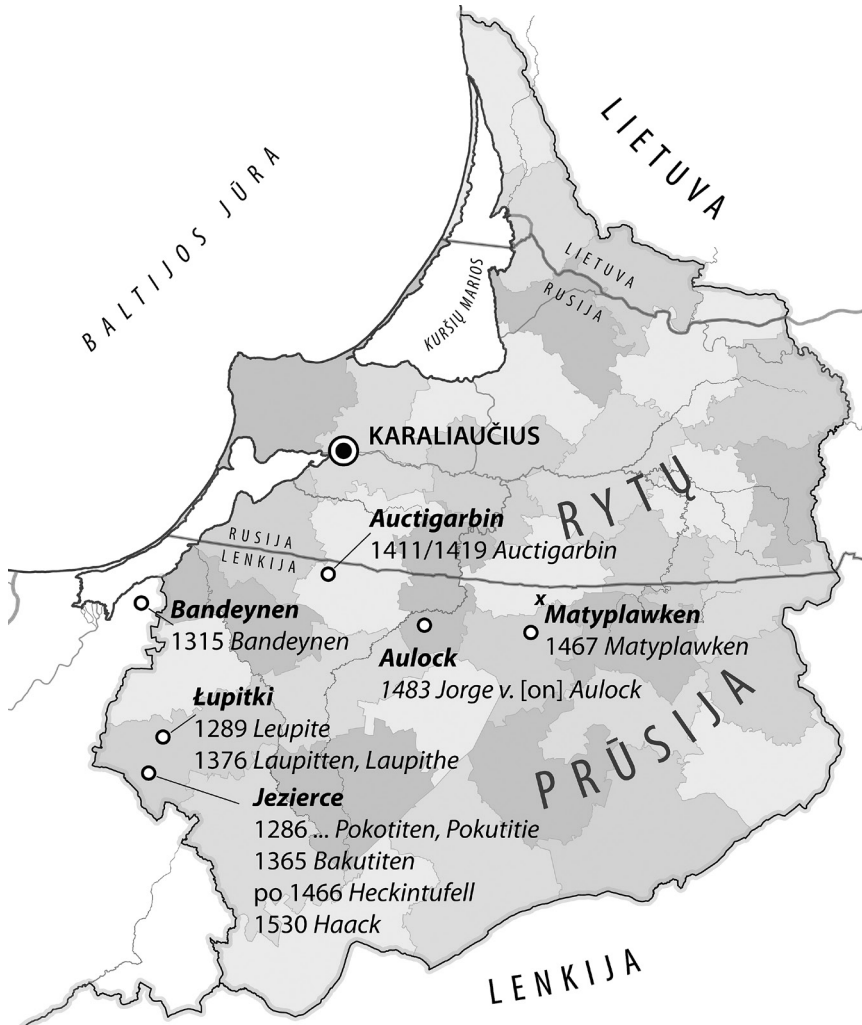 LIETUVA
BALTIJOS JŪRA
KURŠIŲ MARIOS
LIETUVA
RUSIJA
KARALIAUČIUS
RYTŲ
Auctigarbin
1411/1419 Auctigarbin
RUSIJA
LENKIJA
Bandeynen
1315 Bandeynen
x
Matyplawken
1467 Matyplawken
Aulock
1483 Jorge v. [on] Aulock
PRŪSIJA
Łupitki
1289 Leupite
1376 Laupitten, Laupithe
Jezierce
1286 ... Pokotiten, Pokutitie
1365 Bakutiten
po 1466 Heckintufell
1530 Haack
LENKIJA